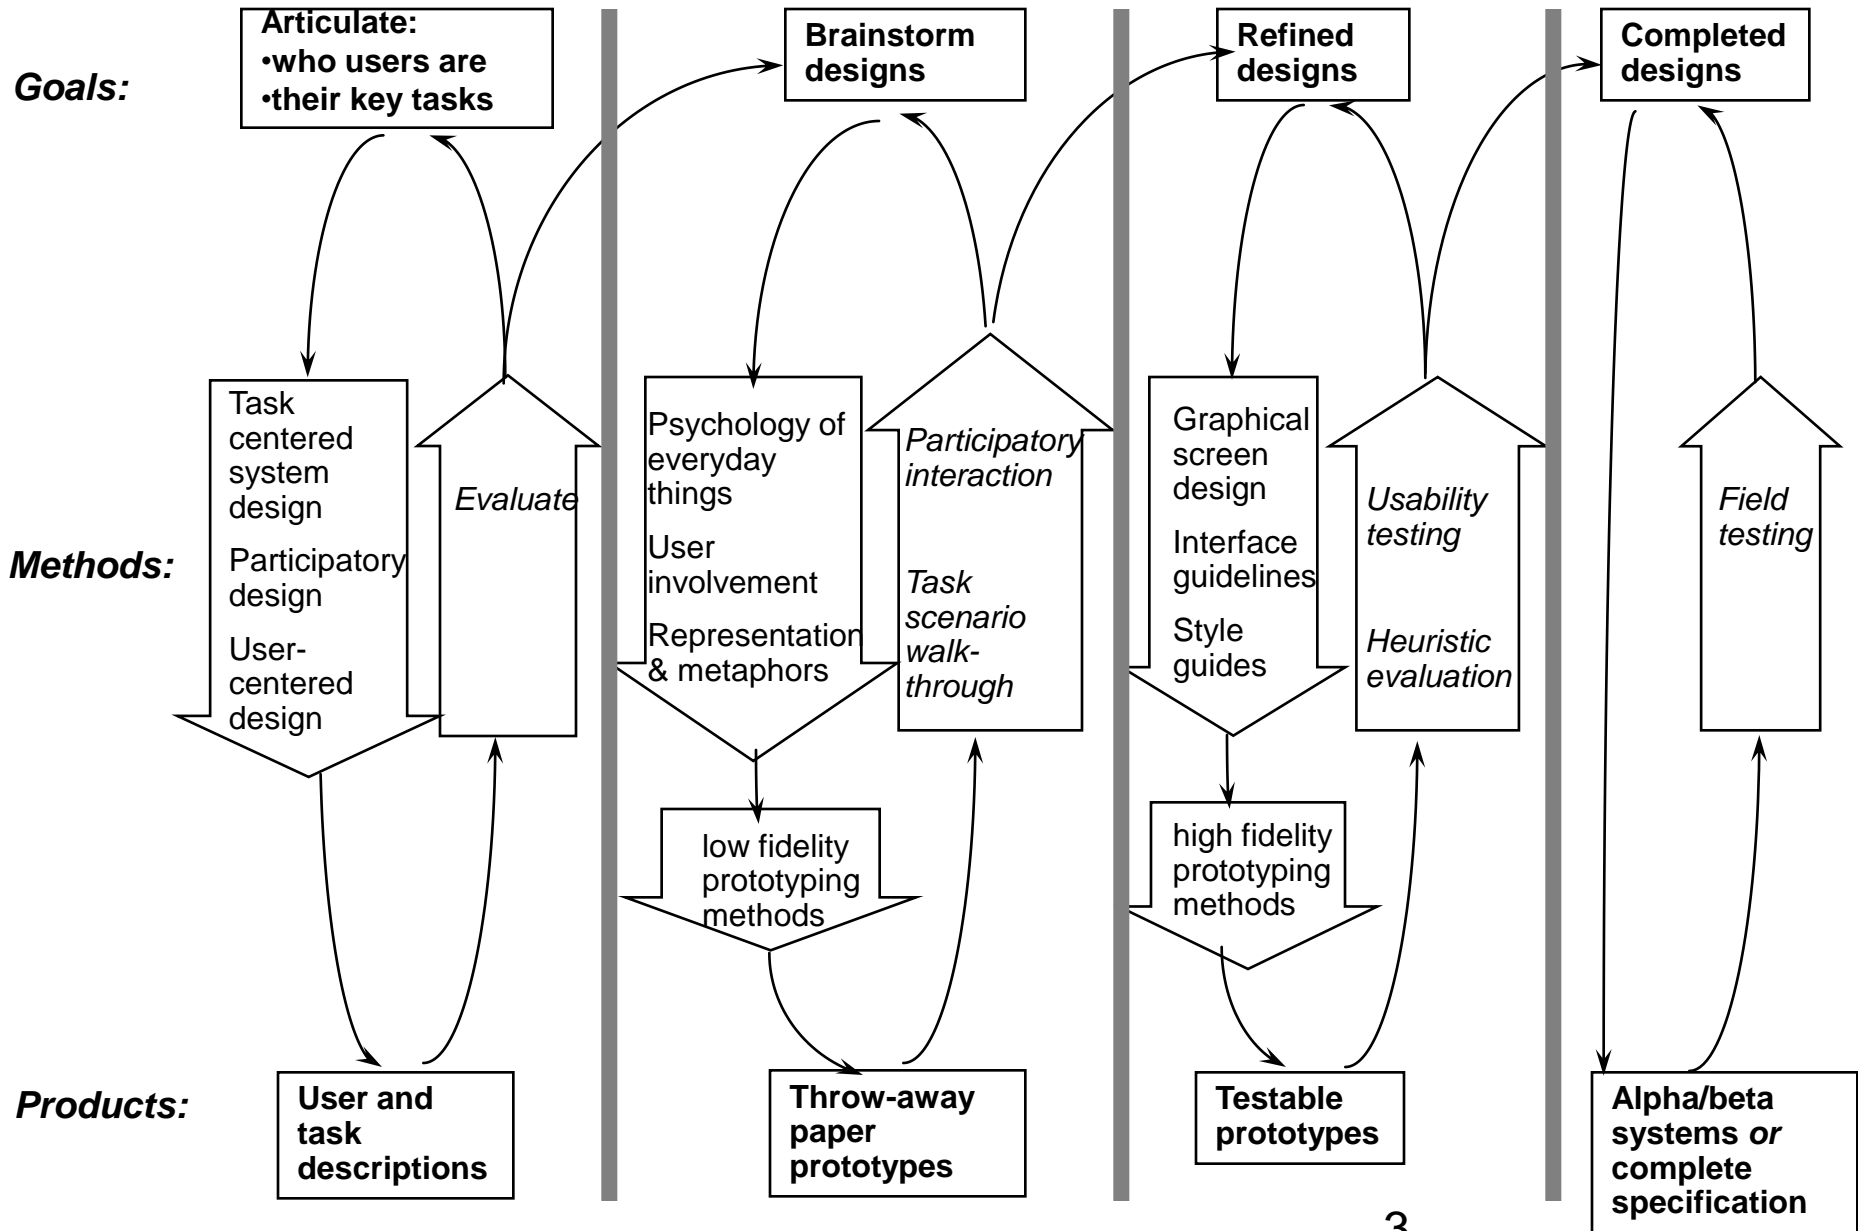 Goals:
Articulate:
•who users are
•their key tasks
Brainstorm
designs
Refined
designs
Completed
designs
Methods:
Task
centered
system
design
Participatory
design
User-
centered
design
Evaluate
Psychology of
everyday
things
User
involvement
Representation
& metaphors
low fidelity
prototyping
methods
Participatory
interaction
Task
scenario
walk-
through
Graphical
screen
design
Interface
guidelines
Style
guides
high fidelity
prototyping
methods
Usability
testing
Heuristic
evaluation
Field
testing
Products:
User and
task
descriptions
Throw-away
paper
prototypes
Testable
prototypes
Alpha/beta
systems or
complete
specification
3